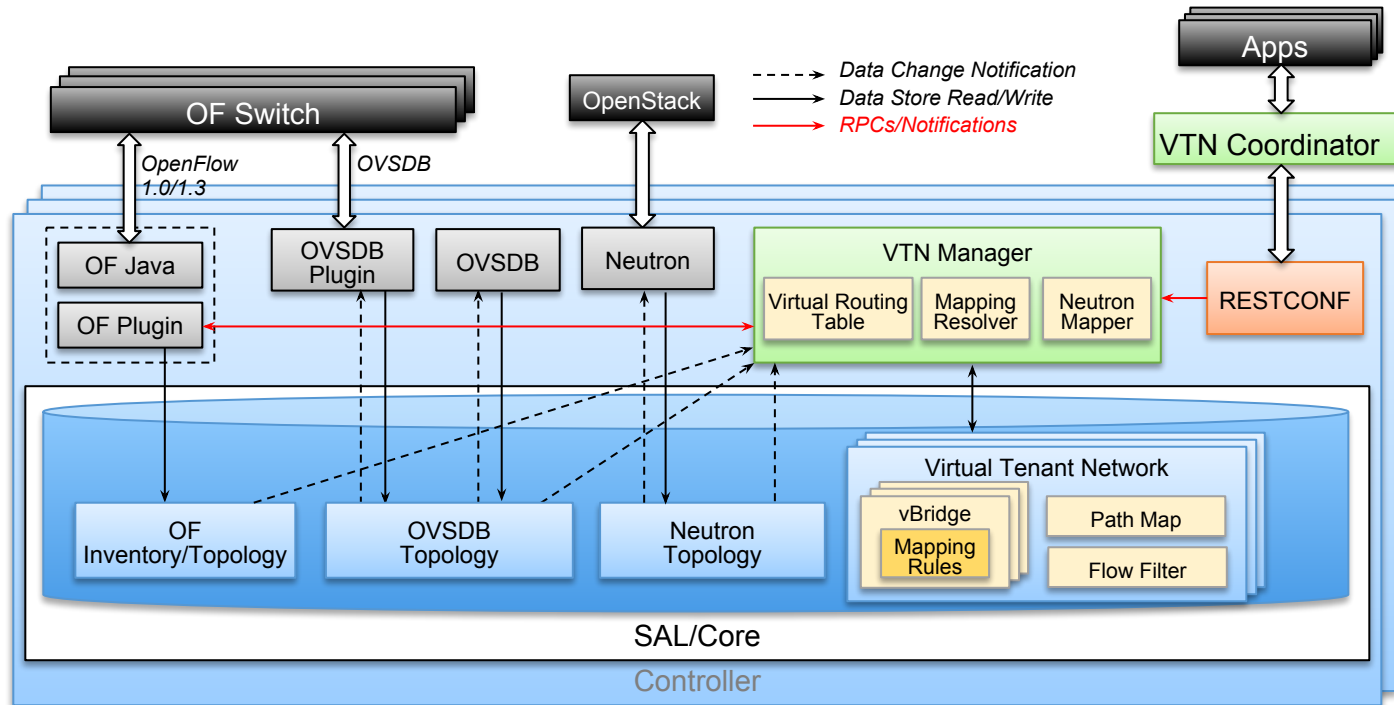 Apps
Data Change Notification
Data Store Read/Write
RPCs/Notifications
OF Switch
OpenStack
VTN Coordinator
OpenFlow
1.0/1.3
OVSDB
OF Java
OF Plugin
OVSDB
Plugin
OVSDB
Neutron
VTN Manager
Virtual Routing
Table
Mapping
Resolver
Neutron
Mapper
RESTCONF
OF
Inventory/Topology
OVSDB
Topology
Neutron
Topology
Virtual Tenant Network
vBridge
Mapping
Rules
Path Map
Flow Filter
SAL/Core
Controller